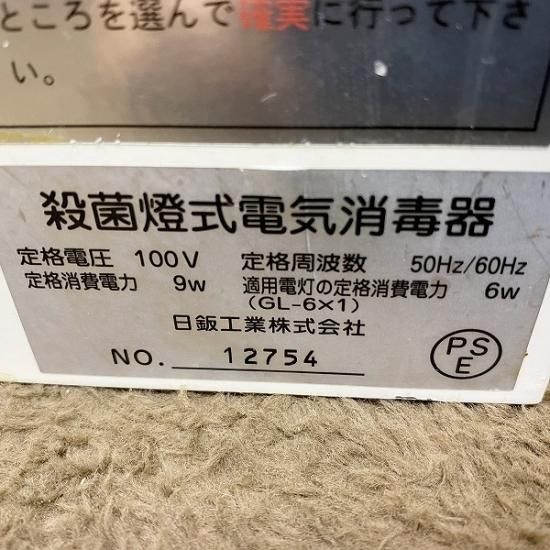 ところを選んで確実に行って下さ
い。
殺菌燈式電気消毒器
定格電圧 100V 定格周波数 50Hz/60Hz
定格消費電力 9w 適用電灯の定格消費電力 6w
(GL-6×1)
日鈑工業株式会社
NO. 12754
PS
E